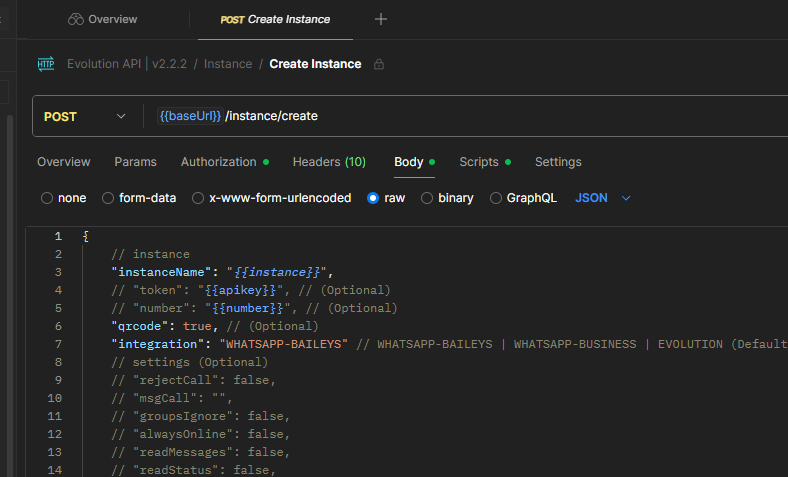 Overview POST Create Instance
HTTP Evolution API | v2.2.2 / Instance / Create Instance
POST {{baseUrl}} /instance/create
Overview Params Authorization Headers (10) Body Scripts Settings
none form-data x-www-form-urlencoded raw binary GraphQL JSON
1 {
2 // instance
3 "instanceName": "{{instance}}",
4 // "token": "{{apikey}}", // (Optional)
5 // "number": "{{number}}", // (Optional)
6 "qrcode": true, // (Optional)
7 "integration": "WHATSAPP-BAILEYS" // WHATSAPP-BAILEYS | WHATSAPP-BUSINESS | EVOLUTION (Default
8 // settings (Optional)
9 // "rejectCall": false,
10 // "msgCall": "",
11 // "groupsIgnore": false,
12 // "alwaysOnline": false,
13 // "readMessages": false,
14 // "readStatus": false,